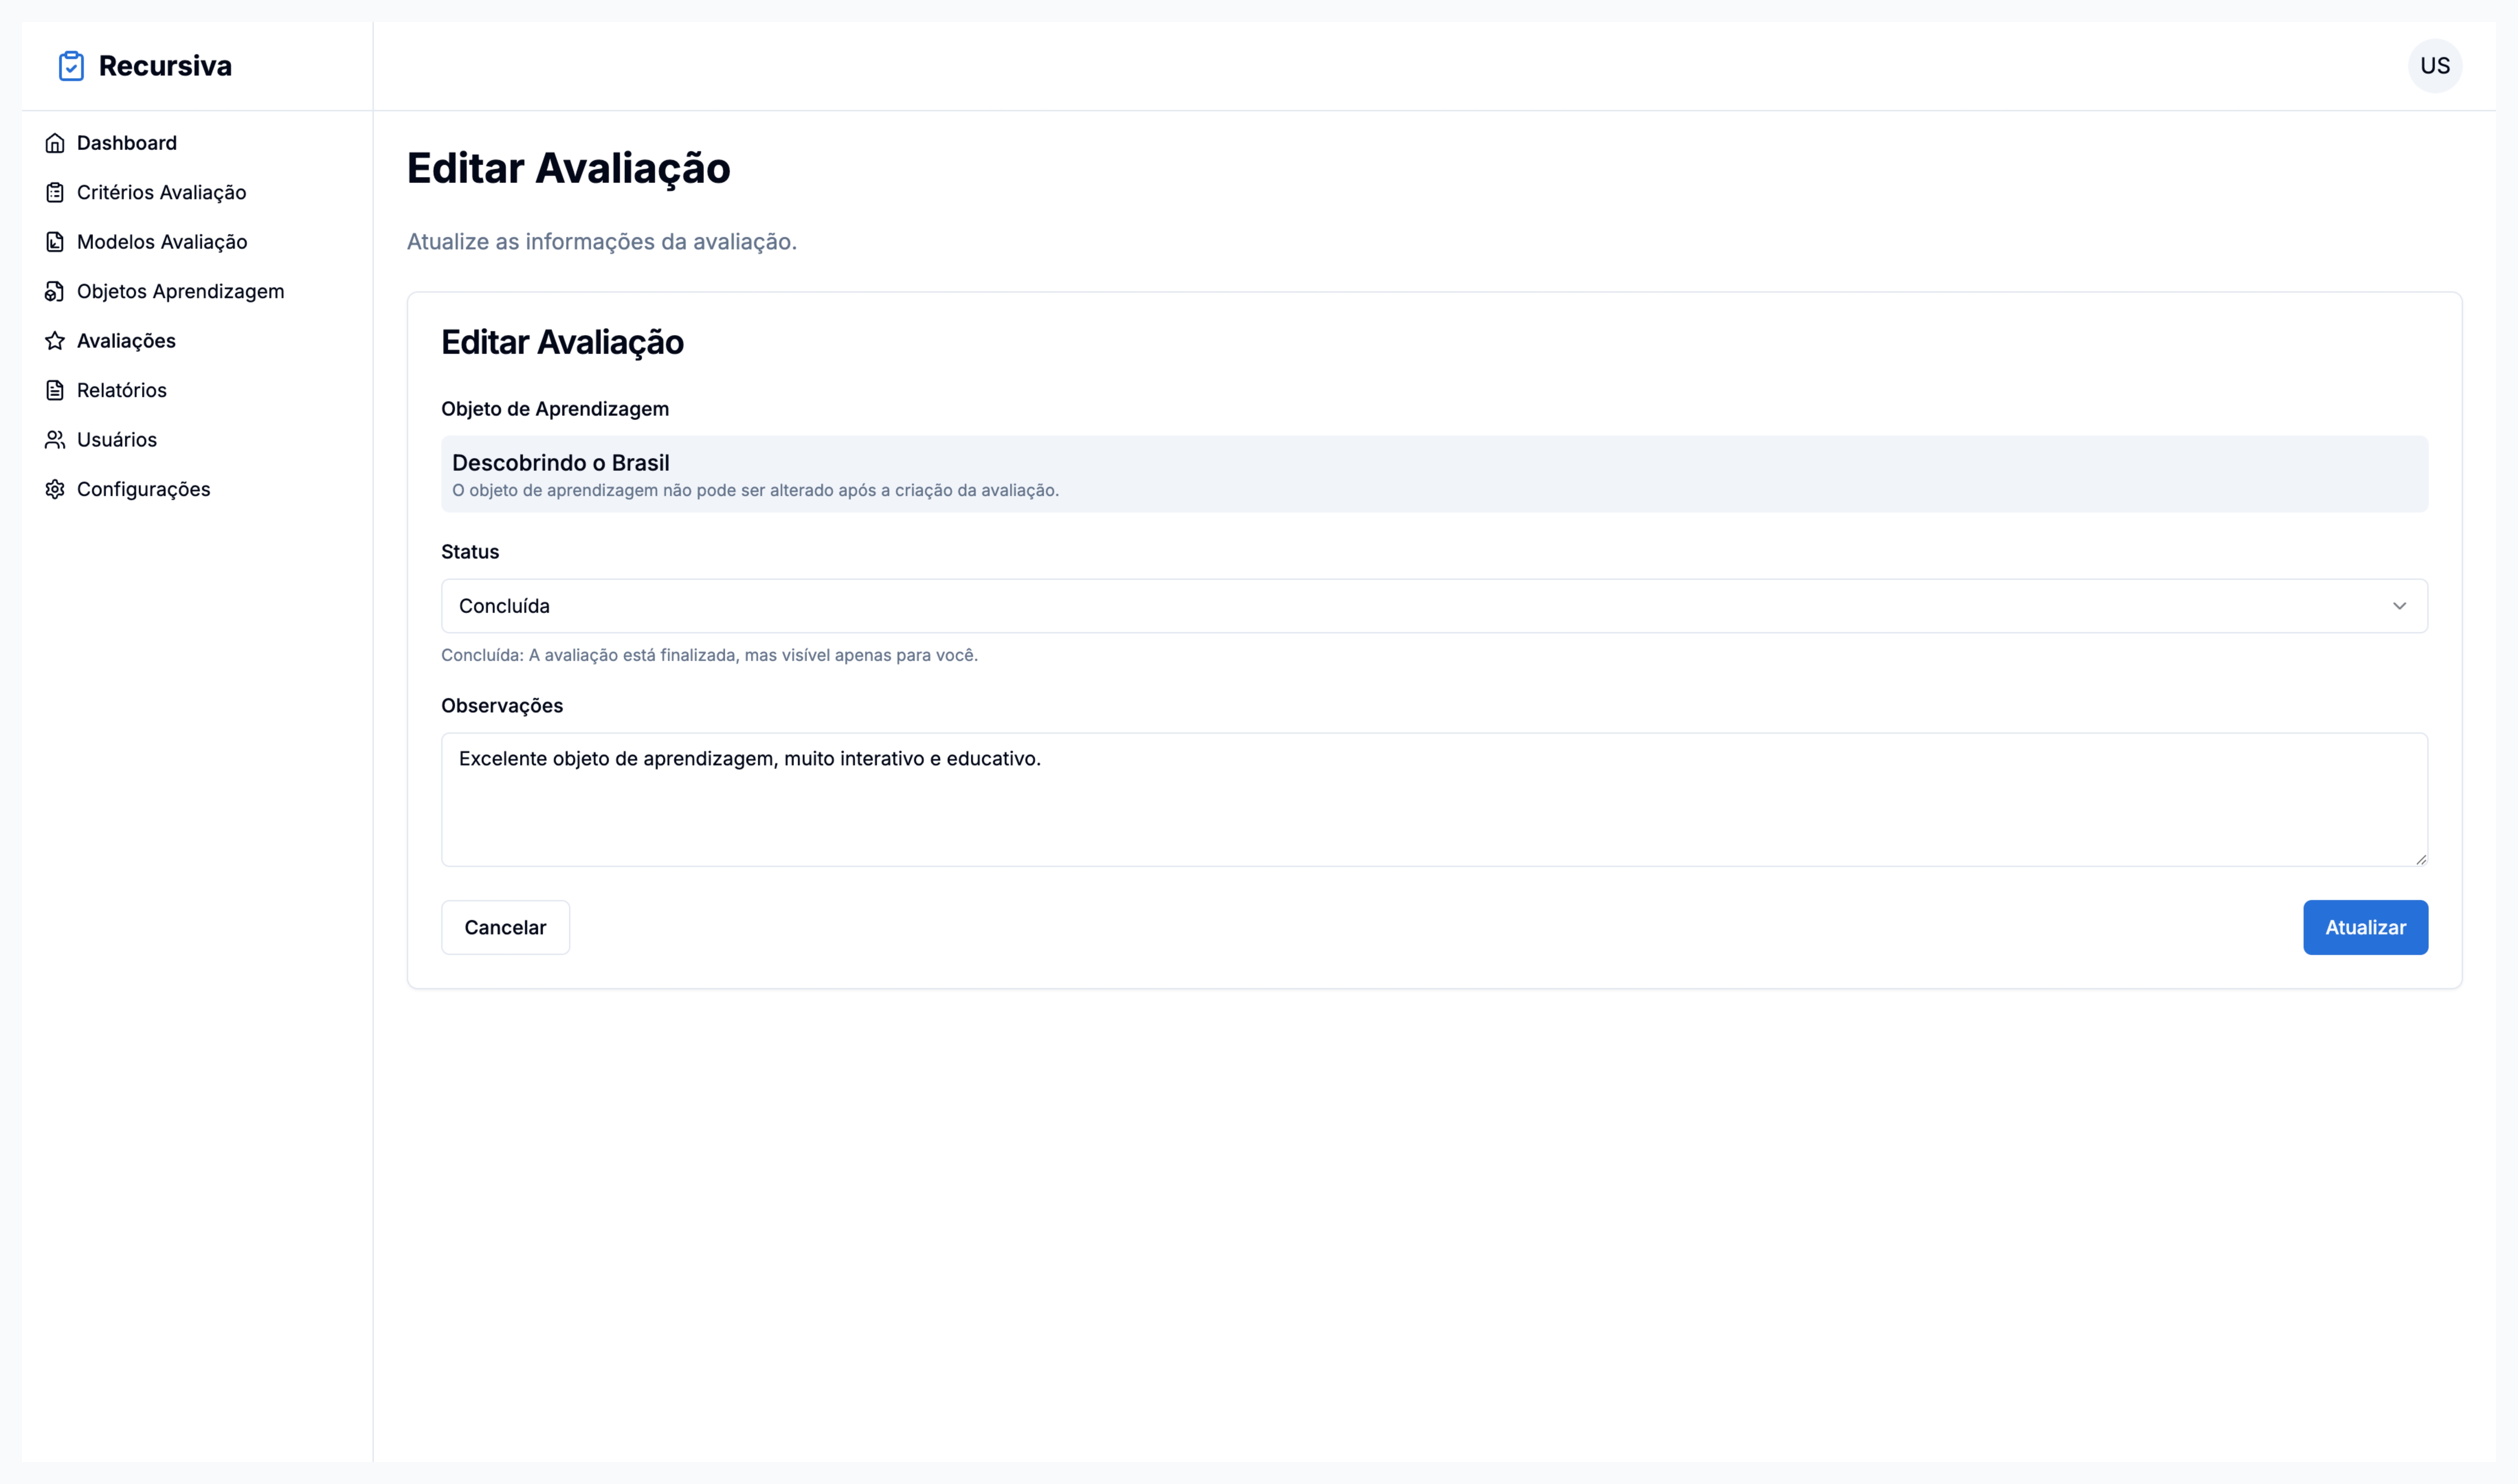 Recursiva
US
Dashboard
Critérios Avaliação
Modelos Avaliação
Objetos Aprendizagem
Avaliações
Relatórios
Usuários
Configurações
Editar Avaliação
Atualize as informações da avaliação.
Editar Avaliação
Objeto de Aprendizagem
Descobrindo o Brasil
O objeto de aprendizagem não pode ser alterado após a criação da avaliação.
Status
Concluída
Concluída: A avaliação está finalizada, mas visível apenas para você.
Observações
Excelente objeto de aprendizagem, muito interativo e educativo.
Cancelar
Atualizar